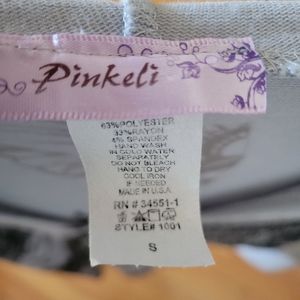 Pinkeli
63%POLYESTER
33%RAYON
4% SPANDEX
HAND WASH
IN COLD WATER
SEPARATELY
DO NOT BLEACH
HANG TO DRY
COOL IRON
IF NEEDED
MADE IN U.S.A
RN # 34551-1
STYLE# 1001
S